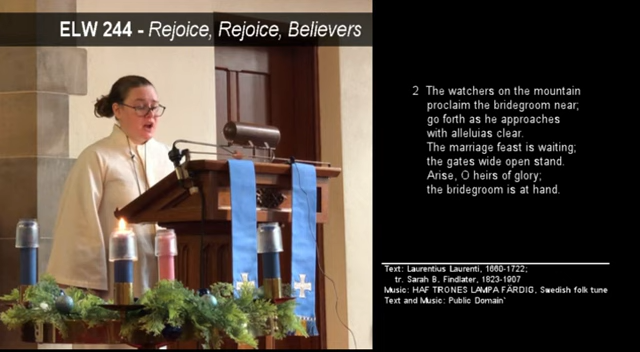 ELW 244 - Rejoice, Rejoice, Believers
2 The watchers on the mountain
proclaim the bridegroom near;
go forth as he approaches
with alleluias clear.
The marriage feast is waiting;
the gates wide open stand.
Arise, O heirs of glory;
the bridegroom is at hand.
Text: Laurentius Laurenti, 1660-1722;
tr. Sarah B. Findlater, 1823-1907
Music: HAF TRONES LAMPA FÄRDIG, Swedish folk tune
Text and Music: Public Domain`